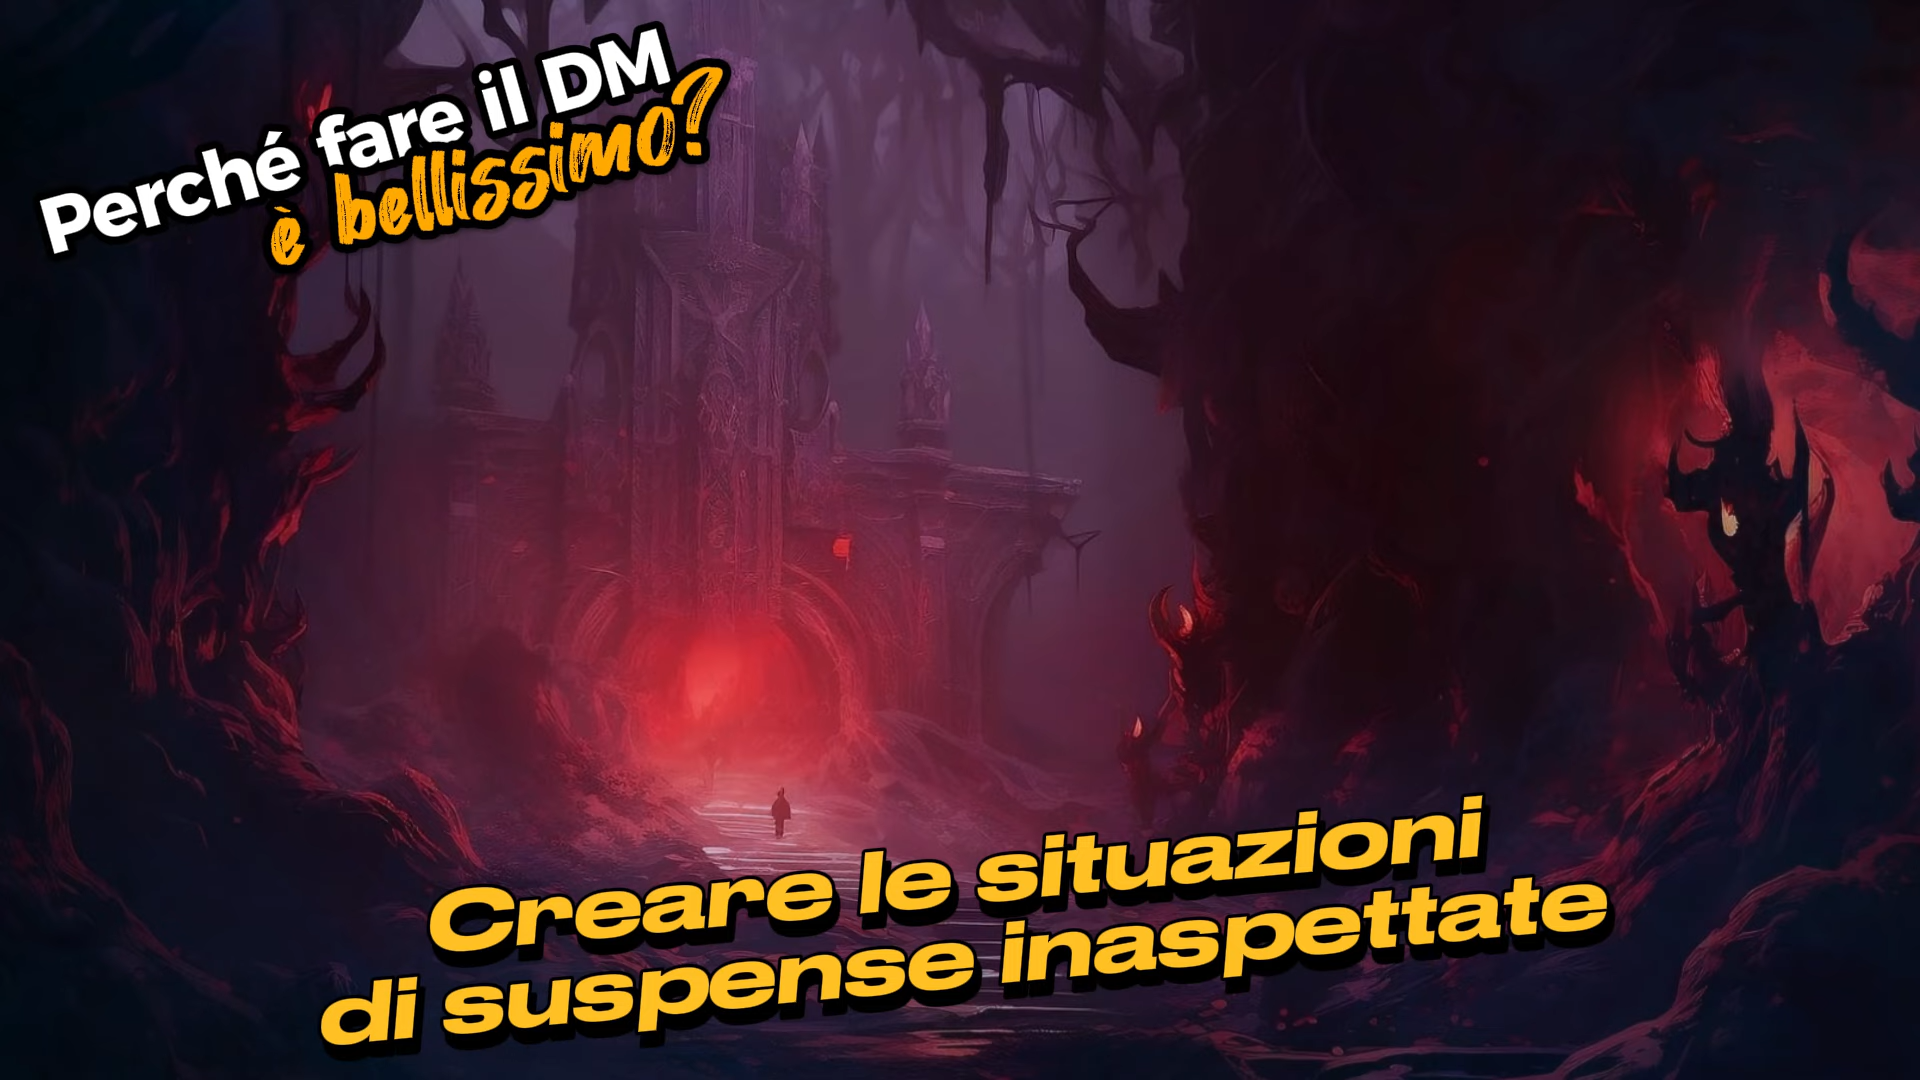 Perché fare il DM
è bellissimo?
Creare le situazioni
di suspense inaspettate